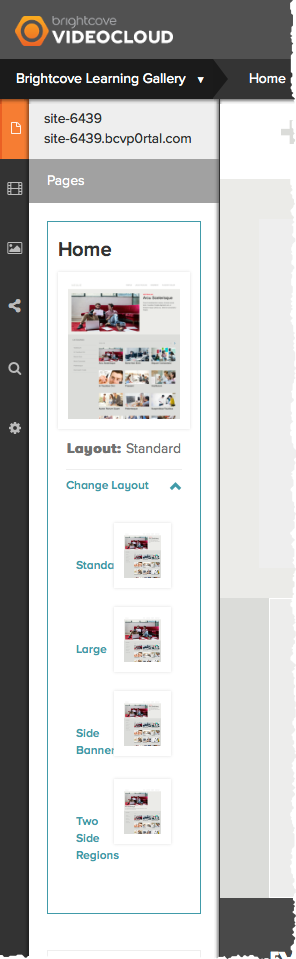 brightcove
VIDEOCLOUD
Brightcove Learning Gallery
Home
site-6439
site-6439.bcvp0rtal.com
Pages
Home
Layout: Standard
Change Layout
Standa
Large
Side
Banner
Two
Side
Regions